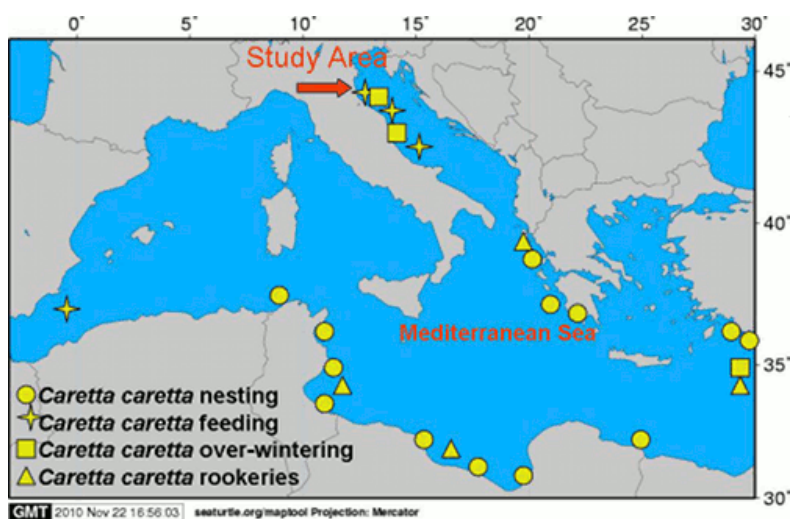 0° 10° 15° 20° 25° 30°
Study Area
45°
40°
Mediterranean Sea
35°
Caretta caretta nesting
Caretta caretta feeding
Caretta caretta over-wintering
Caretta caretta rookeries
30°
GMT 2010 Nov 22 16:56:03 seaturtle.org/maptool Projection: Mercator